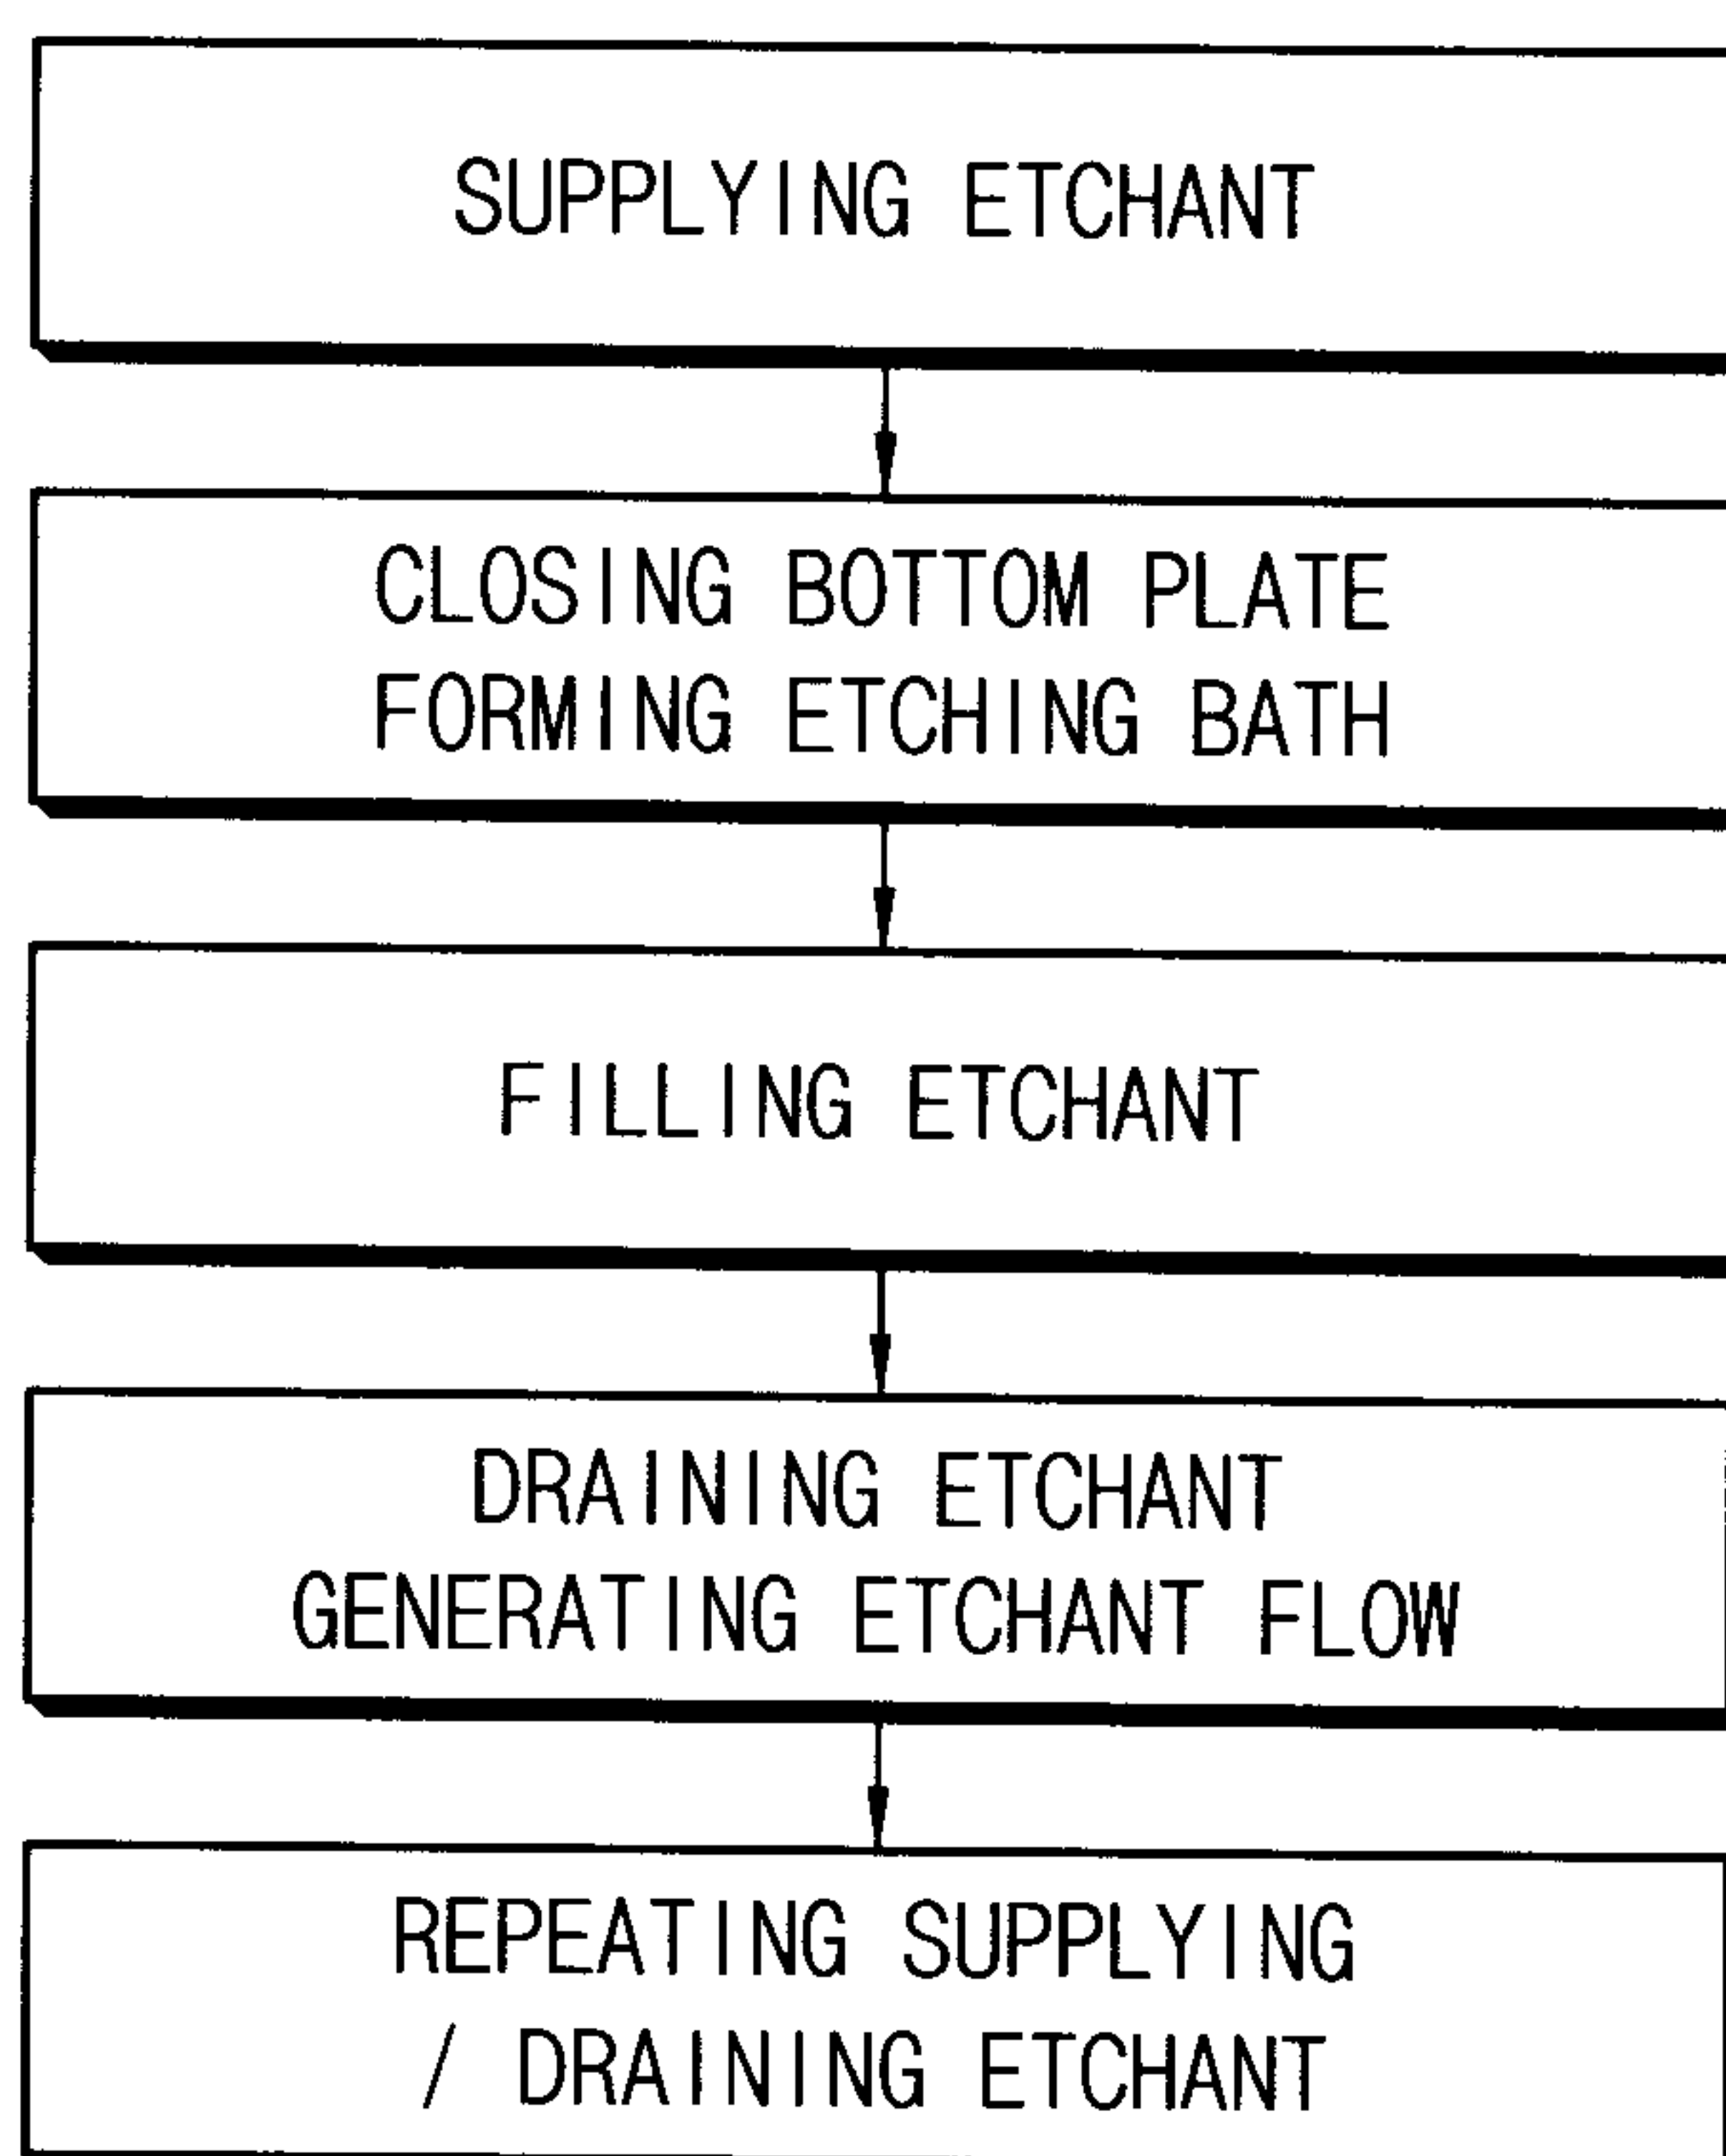 SUPPLYING ETCHANT
CLOSING BOTTOM PLATE
FORMING ETCHING BATH
FILLING ETCHANT
DRAINING ETCHANT
GENERATING ETCHANT FLOW
REPEATING SUPPLYING
/ DRAINING ETCHANT